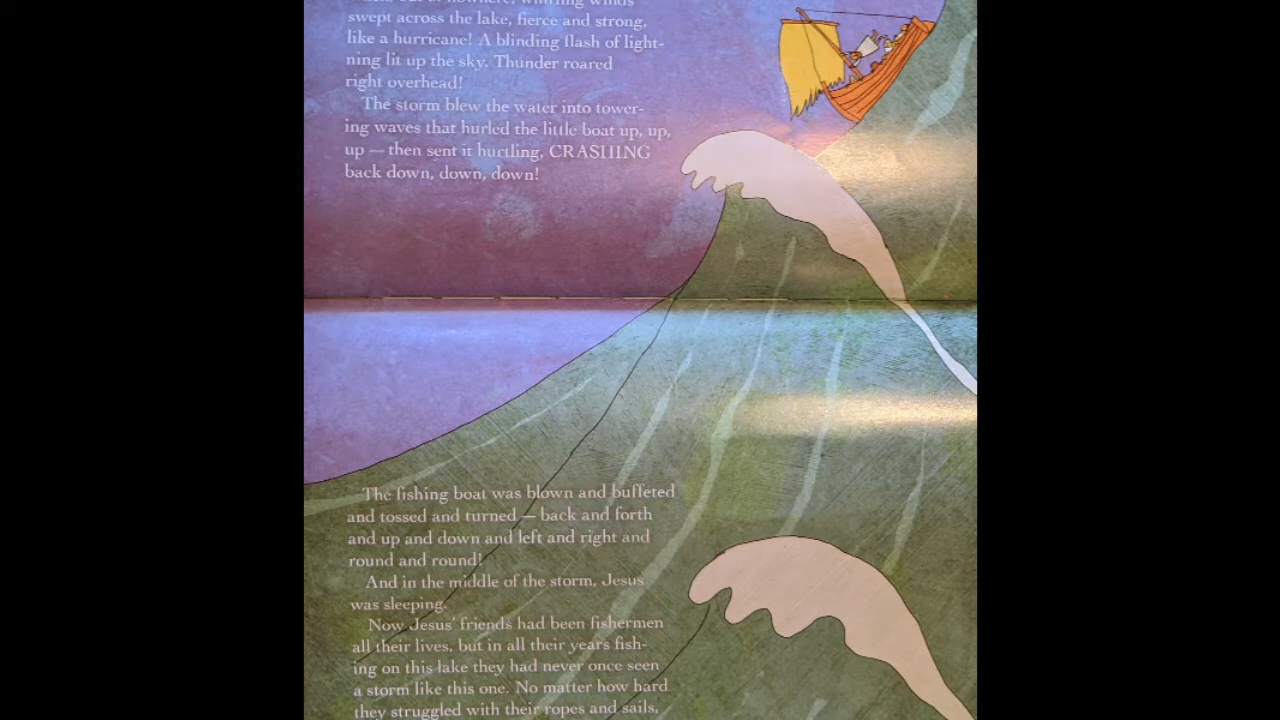 swept across the lake, fierce and strong,
like a hurricane! A blinding flash of light-
ning lit up the sky. Thunder roared
right overhead!
The storm blew the water into tower-
ing waves that hurled the little boat up, up,
up — then sent it hurtling, CRASHING
back down, down, down!
The fishing boat was blown and buffeted
and tossed and turned — back and forth
and up and down and left and right and
round and round!
And in the middle of the storm, Jesus
was sleeping.
Now Jesus' friends had been fishermen
all their lives, but in all their years fish-
ing on this lake they had never once seen
a storm like this one. No matter how hard
they struggled with their ropes and sails,